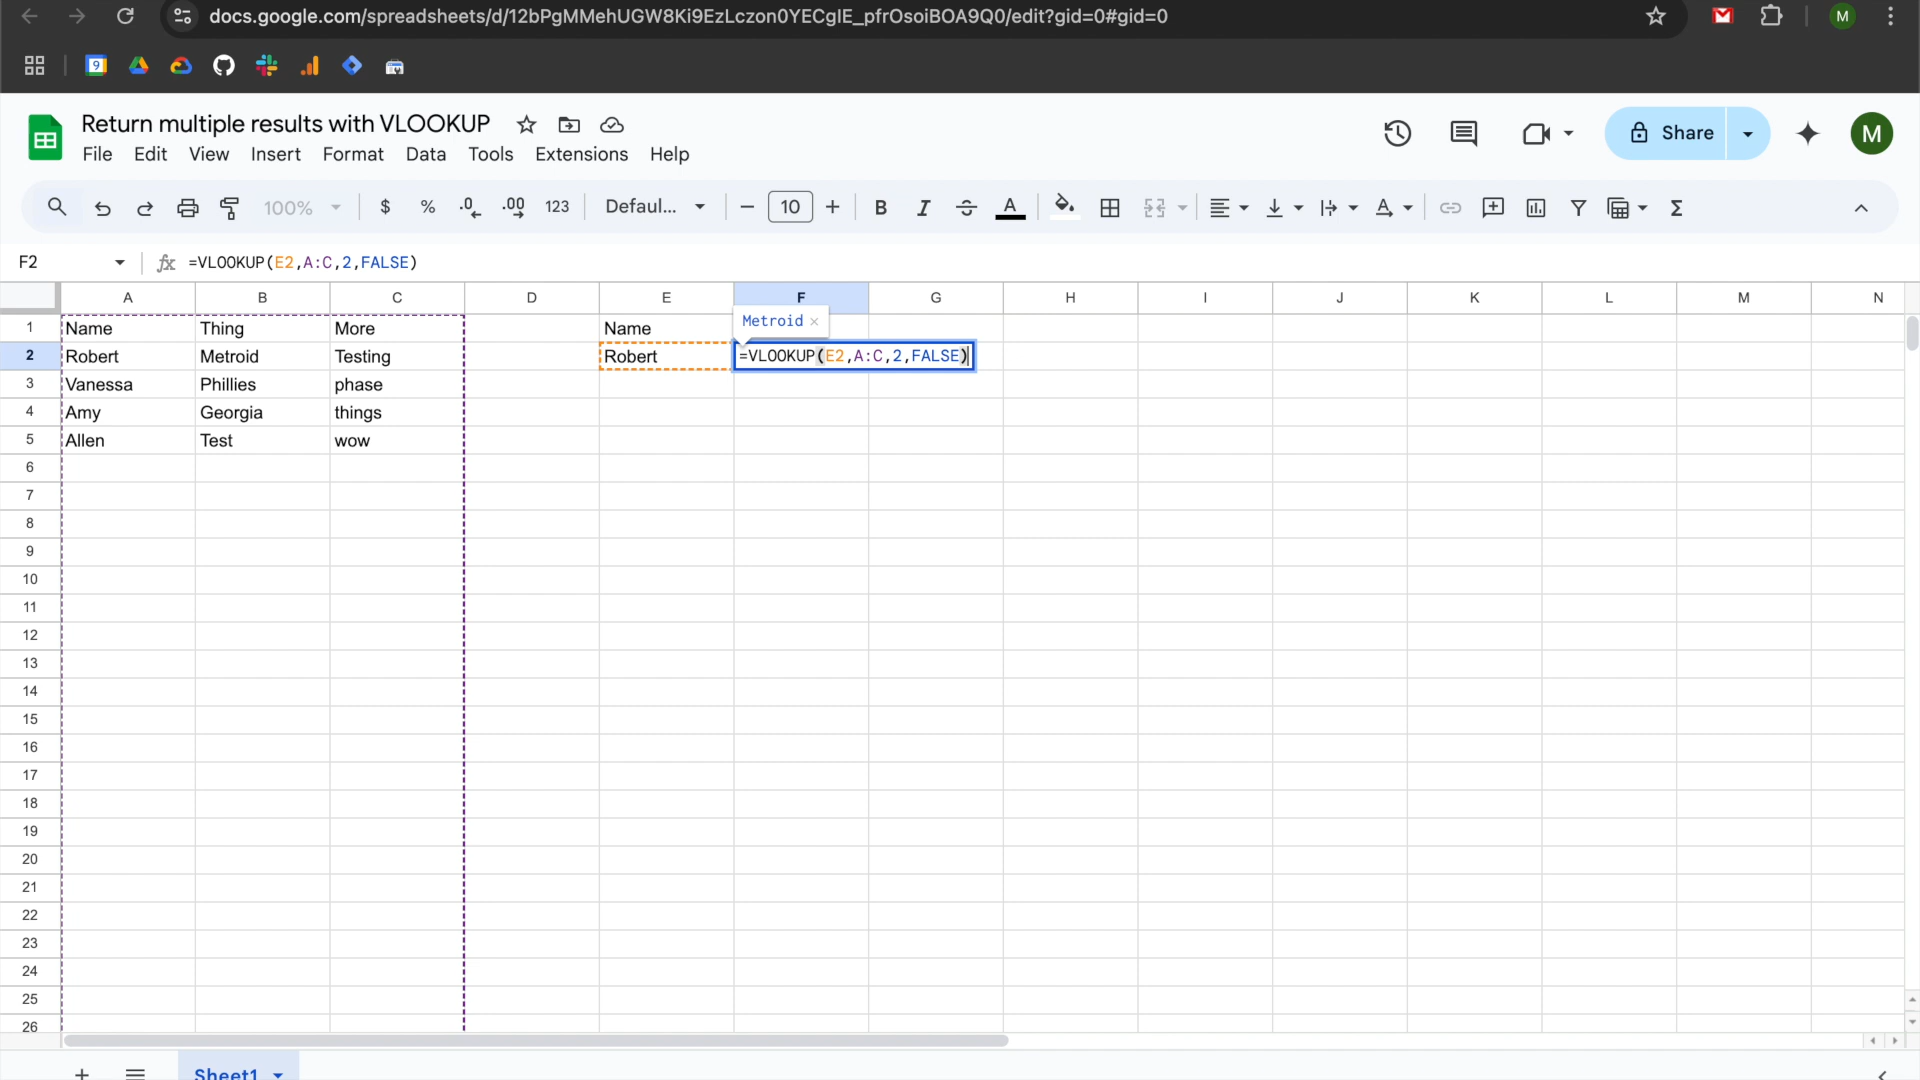 docs.google.com/spreadsheets/d/12bPgMMehUGW8Ki9EzLczon0YECgIE_pfrOsoiBOA9Q0/edit?gid=0#gid=0
M
9
Return multiple results with VLOOKUP
File Edit View Insert Format Data Tools Extensions Help
Share
M
100% $ % .0 .00 123 Defaul... 10 B I A
F2 fx =VLOOKUP(E2,A:C,2,FALSE)
A B C D E F G H I J K L M N
Metroid ×
1 Name Thing More Name
2 Robert Metroid Testing Robert =VLOOKUP(E2,A:C,2,FALSE)
3 Vanessa Phillies phase
4 Amy Georgia things
5 Allen Test wow
6
7
8
9
10
11
12
13
14
15
16
17
18
19
20
21
22
23
24
25
26
Sheet1